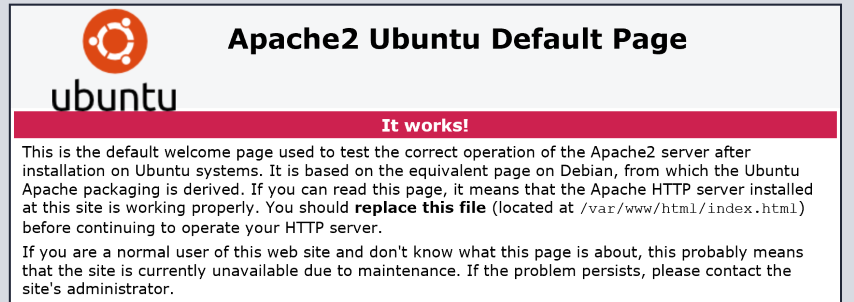 Apache2 Ubuntu Default Page
ubuntu
It works!
This is the default welcome page used to test the correct operation of the Apache2 server after
installation on Ubuntu systems. It is based on the equivalent page on Debian, from which the Ubuntu
Apache packaging is derived. If you can read this page, it means that the Apache HTTP server installed
at this site is working properly. You should replace this file (located at /var/www/html/index.html)
before continuing to operate your HTTP server.
If you are a normal user of this web site and don't know what this page is about, this probably means
that the site is currently unavailable due to maintenance. If the problem persists, please contact the
site's administrator.